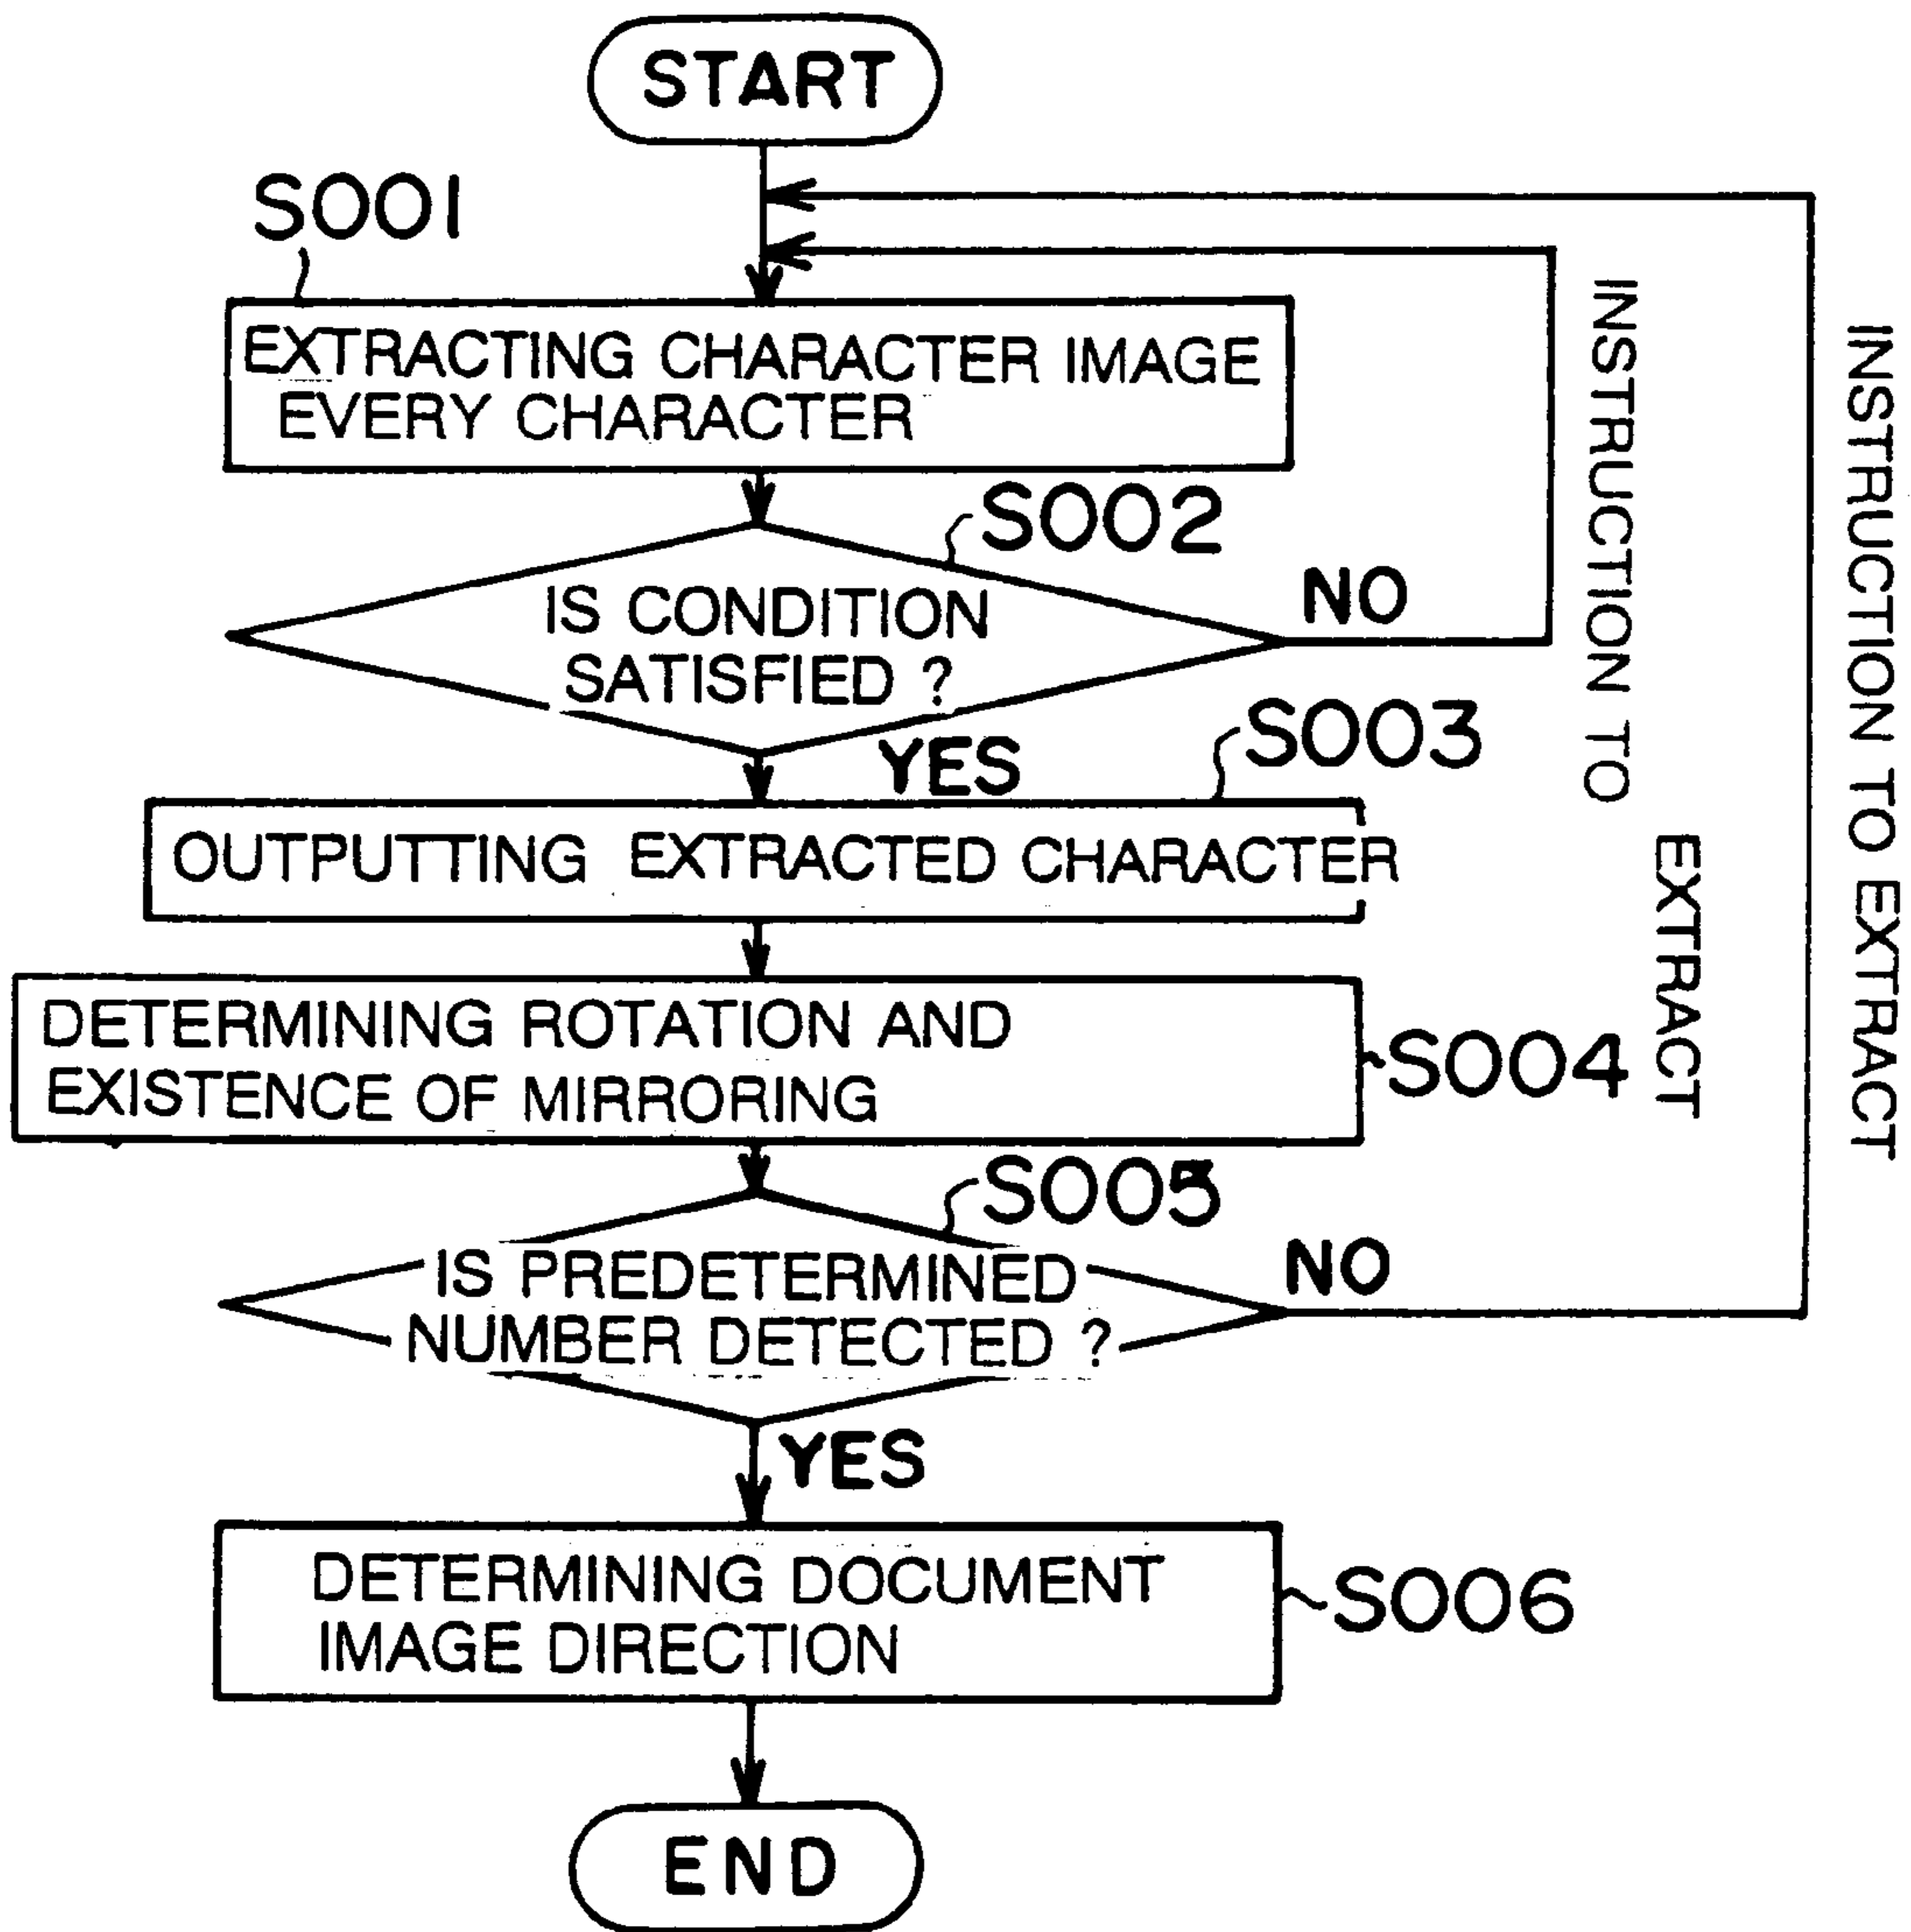 START
S001
EXTRACTING CHARACTER IMAGE
EVERY CHARACTER
S002
IS CONDITION
SATISFIED ?
NO
INSTRUCTION TO
EXTRACT
INSTRUCTION TO EXTRACT
YES
S003
OUTPUTTING EXTRACTED CHARACTER
DETERMINING ROTATION AND
EXISTENCE OF MIRRORING
S004
S005
IS PREDETERMINED
NUMBER DETECTED ?
NO
YES
DETERMINING DOCUMENT
IMAGE DIRECTION
S006
END